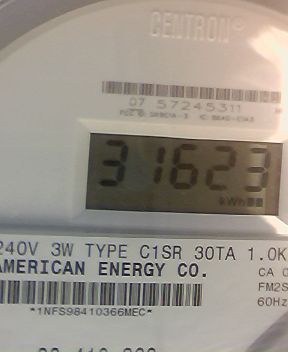 CENTRON®
07 57245311
31623
kWh
240V 3W TYPE C1SR 30TA 1.0K
AMERICAN ENERGY CO.
CA
FM2S
60Hz
*1NFS98410366MEC*